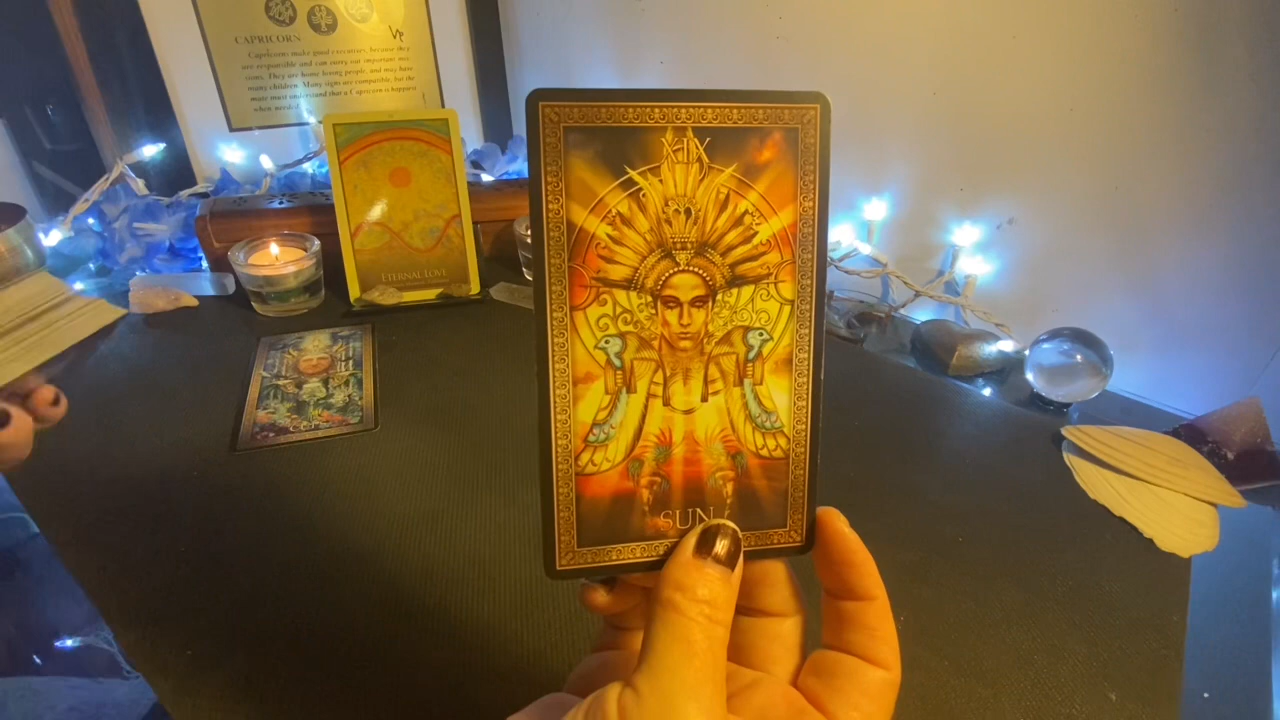 CAPRICORN
Capricorns make good executives, because they
are responsible and can carry out important mis-
sions. They are home loving people, and may have
many children. Many signs are compatible, but the
mate must understand that a Capricorn is happiest
when needed.
ETERNAL LOVE
XIX
SUN